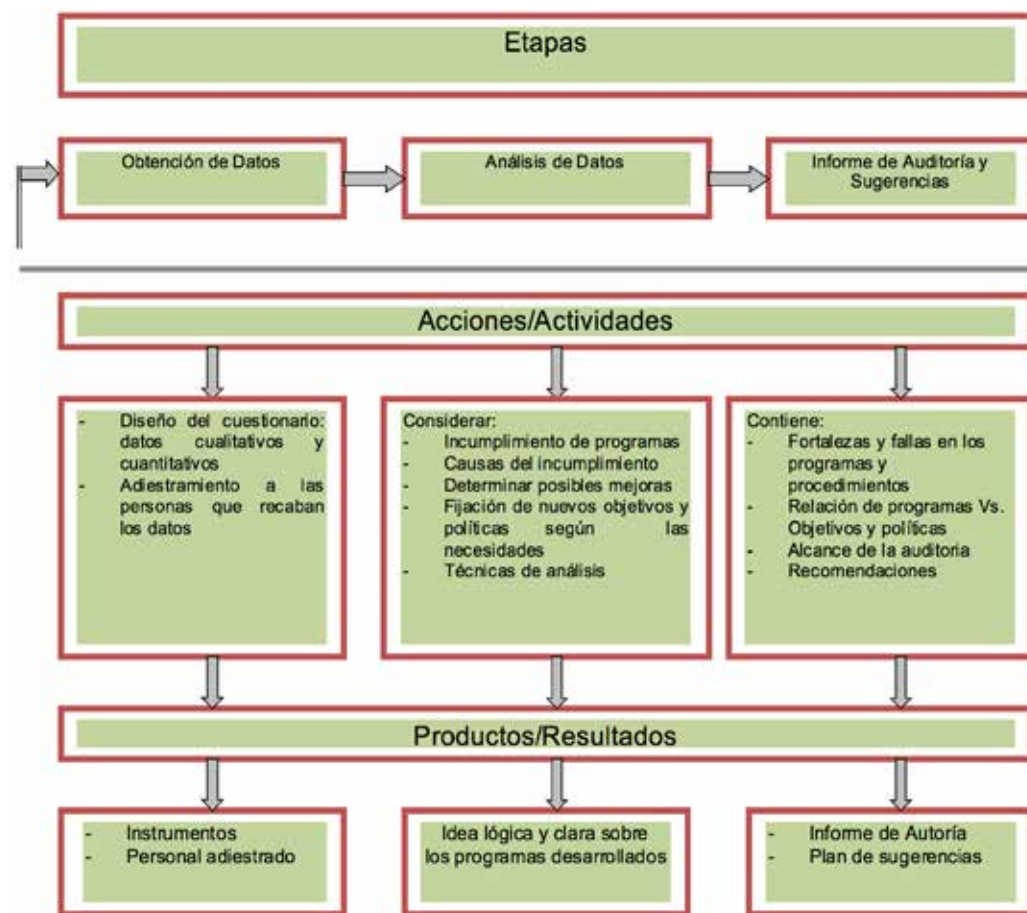 Etapas
Obtención de Datos
Análisis de Datos
Informe de Auditoría y
Sugerencias
Acciones/Actividades
- Diseño del cuestionario:
datos cualitativos y
cuantitativos
- Adiestramiento a las
personas que recaban
los datos
Considerar:
- Incumplimiento de programas
- Causas del incumplimiento
- Determinar posibles mejoras
- Fijación de nuevos objetivos y
políticas según las
necesidades
- Técnicas de análisis
Contiene:
- Fortalezas y fallas en los
programas y
procedimientos
- Relación de programas Vs.
Objetivos y políticas
- Alcance de la auditoria
- Recomendaciones
Productos/Resultados
- Instrumentos
- Personal adiestrado
Idea lógica y clara sobre
los programas desarrollados
- Informe de Autoría
- Plan de sugerencias